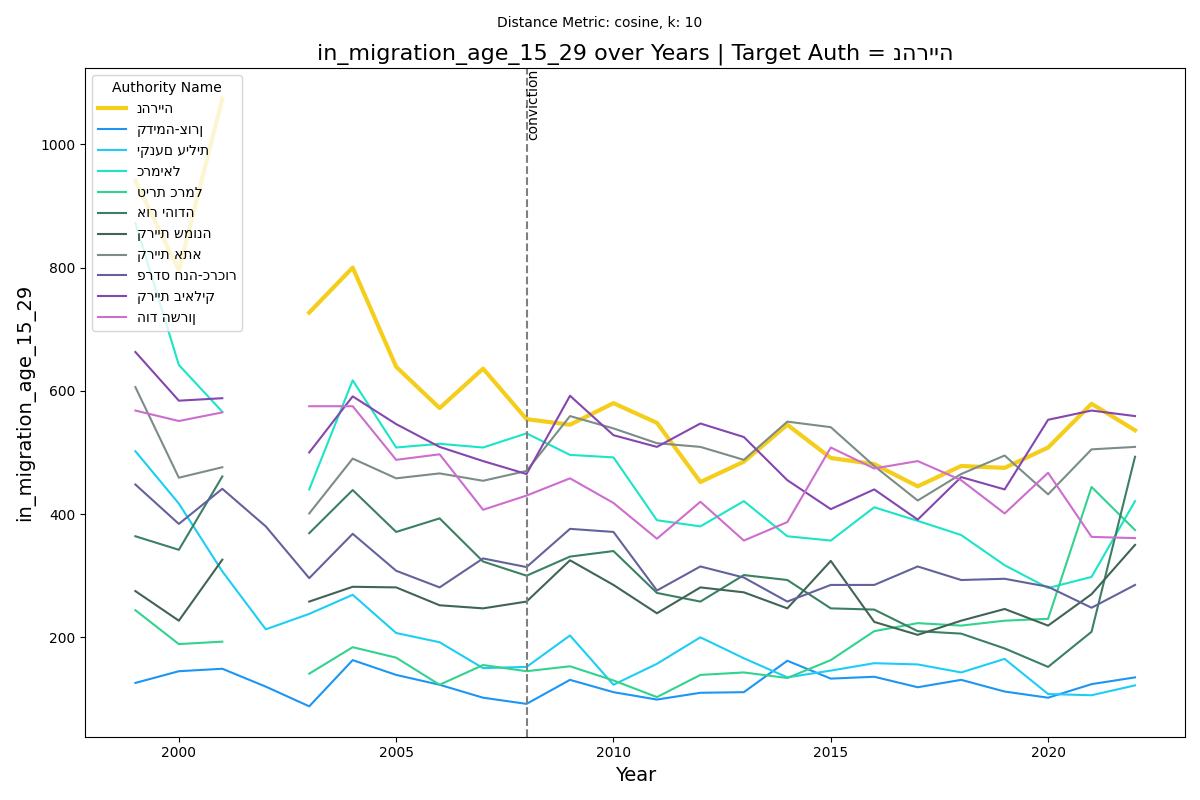 Distance Metric: cosine, k: 10
in_migration_age_15_29 over Years | Target Auth = נהרייה
Authority Name
נהרייה
קדימה-צורן
יקנעם עילית
כרמיאל
טירת כרמל
אור יהודה
קריית שמונה
קריית אתא
פרדס חנה-כרכור
קריית ביאליק
הוד השרון
conviction
in_migration_age_15_29
1000
800
600
400
200
2000 2005 2010 2015 2020
Year